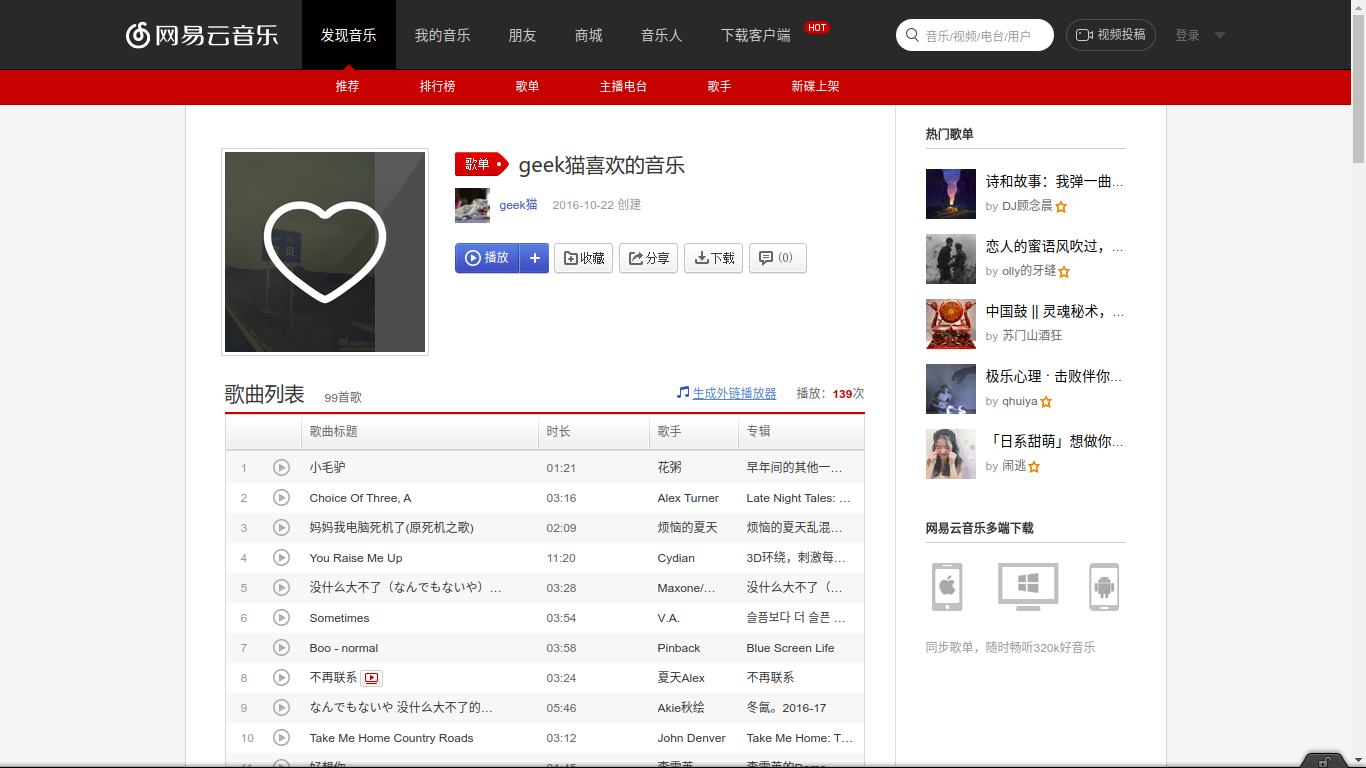 网易云音乐
发现音乐
我的音乐
朋友
商城
音乐人
下载客户端
HOT
音乐/视频/电台/用户
视频投稿
登录
推荐
排行榜
歌单
主播电台
歌手
新碟上架
歌单
geek猫喜欢的音乐
geek猫 2016-10-22 创建
播放
+
收藏
分享
下载
(0)
歌曲列表 99首歌
生成外链播放器 播放：139次
歌曲标题 时长 歌手 专辑
1 小毛驴 01:21 花粥 早年间的其他一…
2 Choice Of Three, A 03:16 Alex Turner Late Night Tales: …
3 妈妈我电脑死机了(原死机之歌) 02:09 烦恼的夏天 烦恼的夏天乱混…
4 You Raise Me Up 11:20 Cydian 3D环绕，刺激每…
5 没什么大不了（なんでもないや）… 03:28 Maxone/… 没什么大不了（…
6 Sometimes 03:54 V.A. 슬픔보다 더 슬픈 …
7 Boo - normal 03:58 Pinback Blue Screen Life
8 不再联系 03:24 夏天Alex 不再联系
9 なんでもないや 没什么大不了的… 05:46 Akie秋绘 冬氤。2016-17
10 Take Me Home Country Roads 03:12 John Denver Take Me Home: T…
热门歌单
诗和故事：我弹一曲…
by DJ顾念晨
恋人的蜜语风吹过，…
by olly的牙缝
中国鼓 || 灵魂秘术，…
by 苏门山酒狂
极乐心理 · 击败伴你…
by qhuiya
「日系甜萌」想做你…
by 闹逃
网易云音乐多端下载
同步歌单，随时畅听320k好音乐